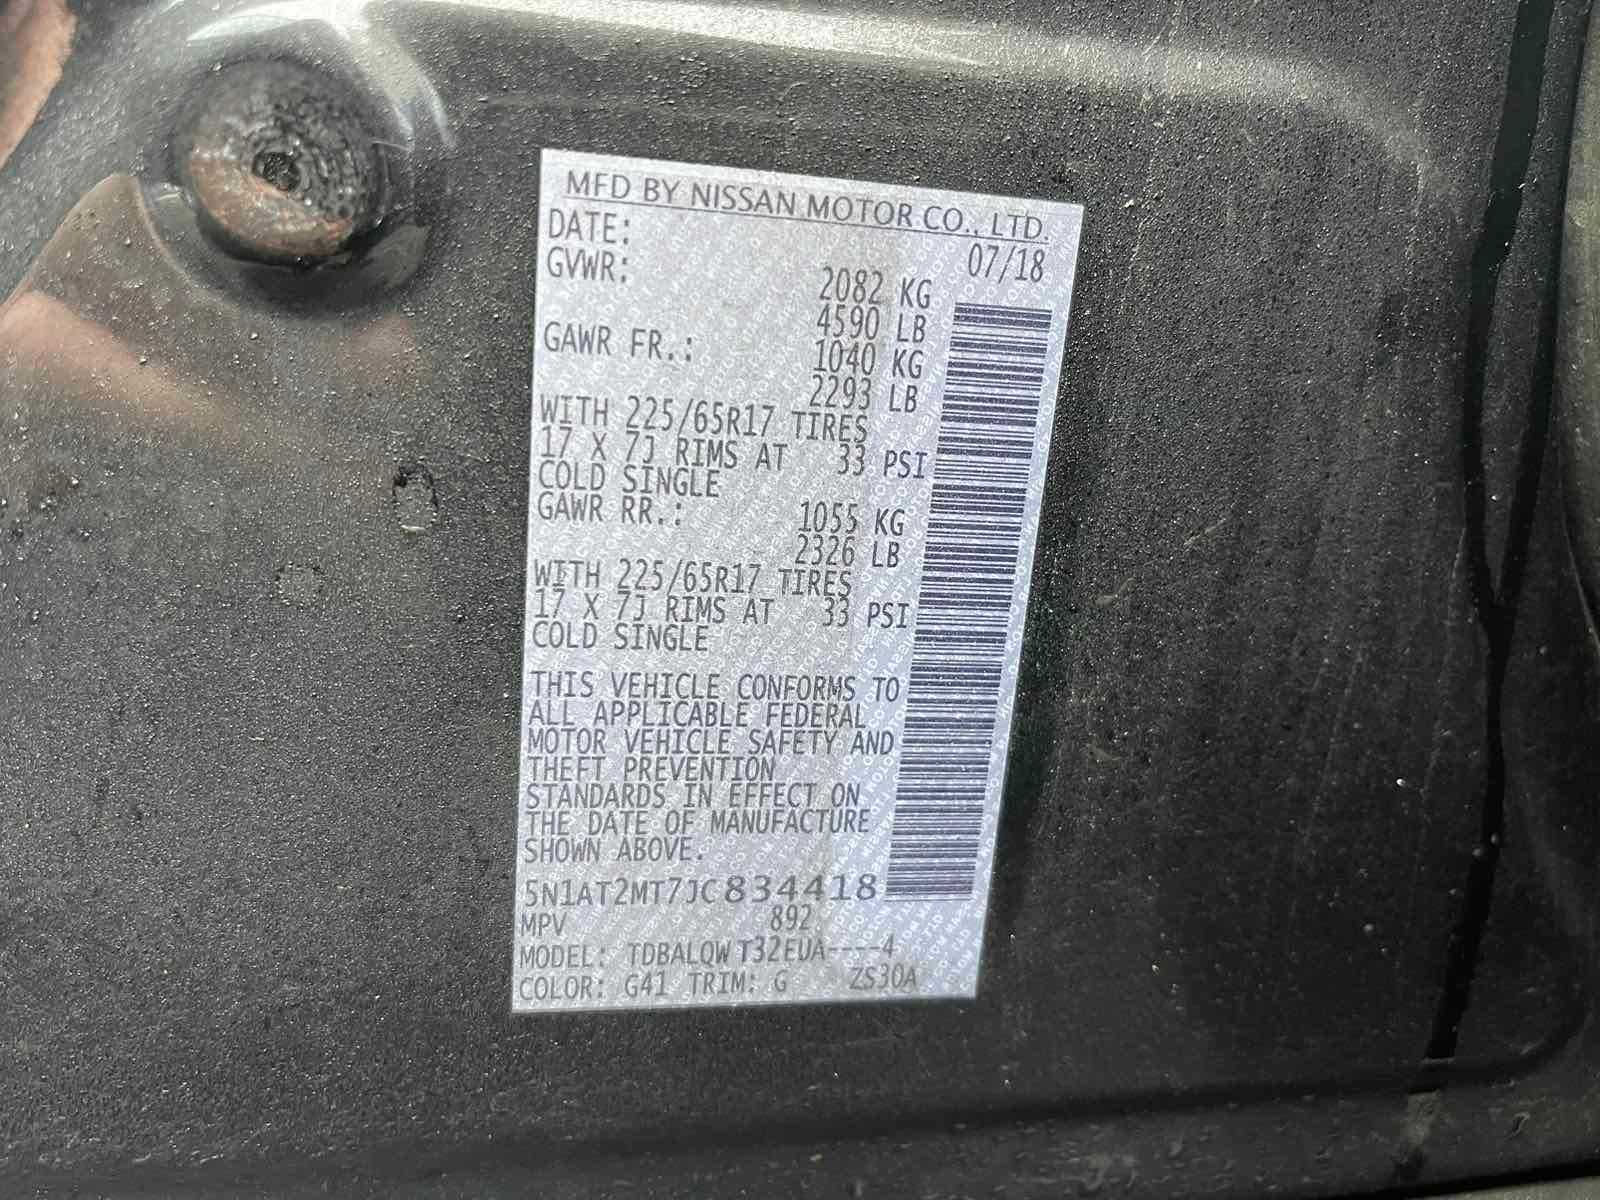 MFD BY NISSAN MOTOR CO., LTD.
DATE: 07/18
GVWR: 2082 KG
4590 LB
GAWR FR.: 1040 KG
2293 LB
WITH 225/65R17 TIRES
17 X 7J RIMS AT 33 PSI
COLD SINGLE
GAWR RR.: 1055 KG
2326 LB
WITH 225/65R17 TIRES
17 X 7J RIMS AT 33 PSI
COLD SINGLE
THIS VEHICLE CONFORMS TO
ALL APPLICABLE FEDERAL
MOTOR VEHICLE SAFETY AND
THEFT PREVENTION
STANDARDS IN EFFECT ON
THE DATE OF MANUFACTURE
SHOWN ABOVE.
5N1AT2MT7JC834418
MPV 892
MODEL: TDBALQW T32EUA----4
COLOR: G41 TRIM: G ZS30A